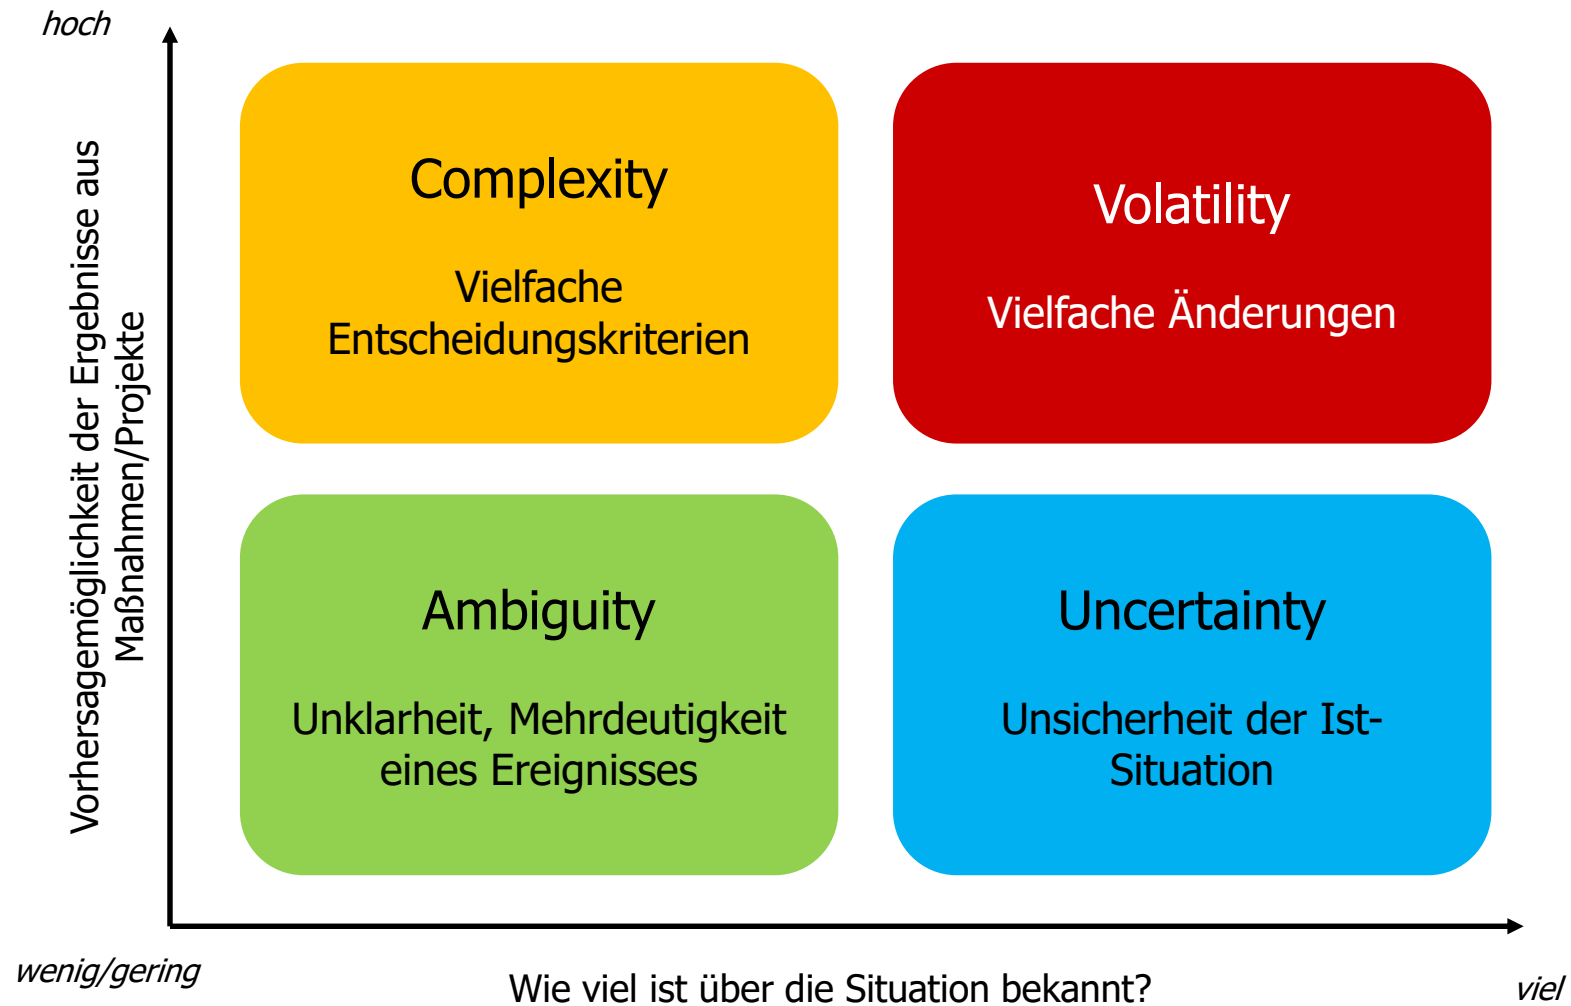 hoch
Vorhersagemöglichkeit der Ergebnisse aus
Maßnahmen/Projekte
Complexity
Vielfache
Entscheidungskriterien
Volatility
Vielfache Änderungen
Ambiguity
Unklarheit, Mehrdeutigkeit
eines Ereignisses
Uncertainty
Unsicherheit der Ist-
Situation
wenig/gering
Wie viel ist über die Situation bekannt?
viel